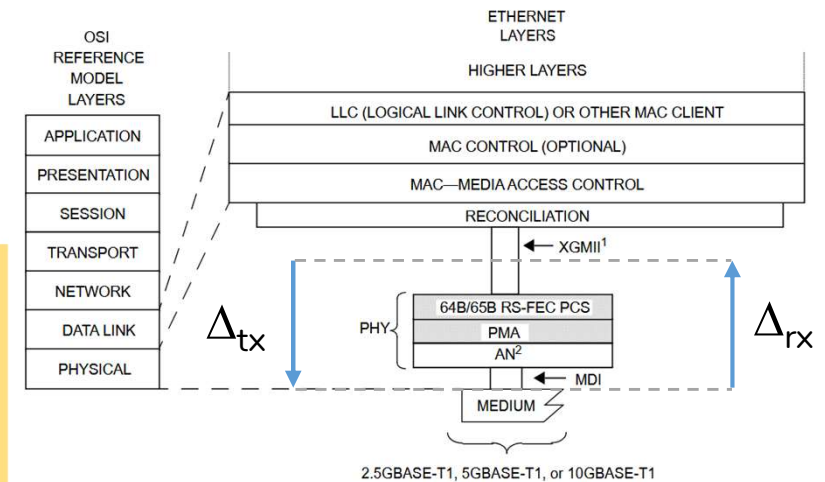 OSI
REFERENCE
MODEL
LAYERS
APPLICATION
PRESENTATION
SESSION
TRANSPORT
NETWORK
DATA LINK
PHYSICAL
ETHERNET
LAYERS
HIGHER LAYERS
LLC (LOGICAL LINK CONTROL) OR OTHER MAC CLIENT
MAC CONTROL (OPTIONAL)
MAC—MEDIA ACCESS CONTROL
RECONCILIATION
XGMII¹
Δtx
PHY
64B/65B RS-FEC PCS
PMA
AN²
Δrx
MDI
MEDIUM
2.5GBASE-T1, 5GBASE-T1, or 10GBASE-T1